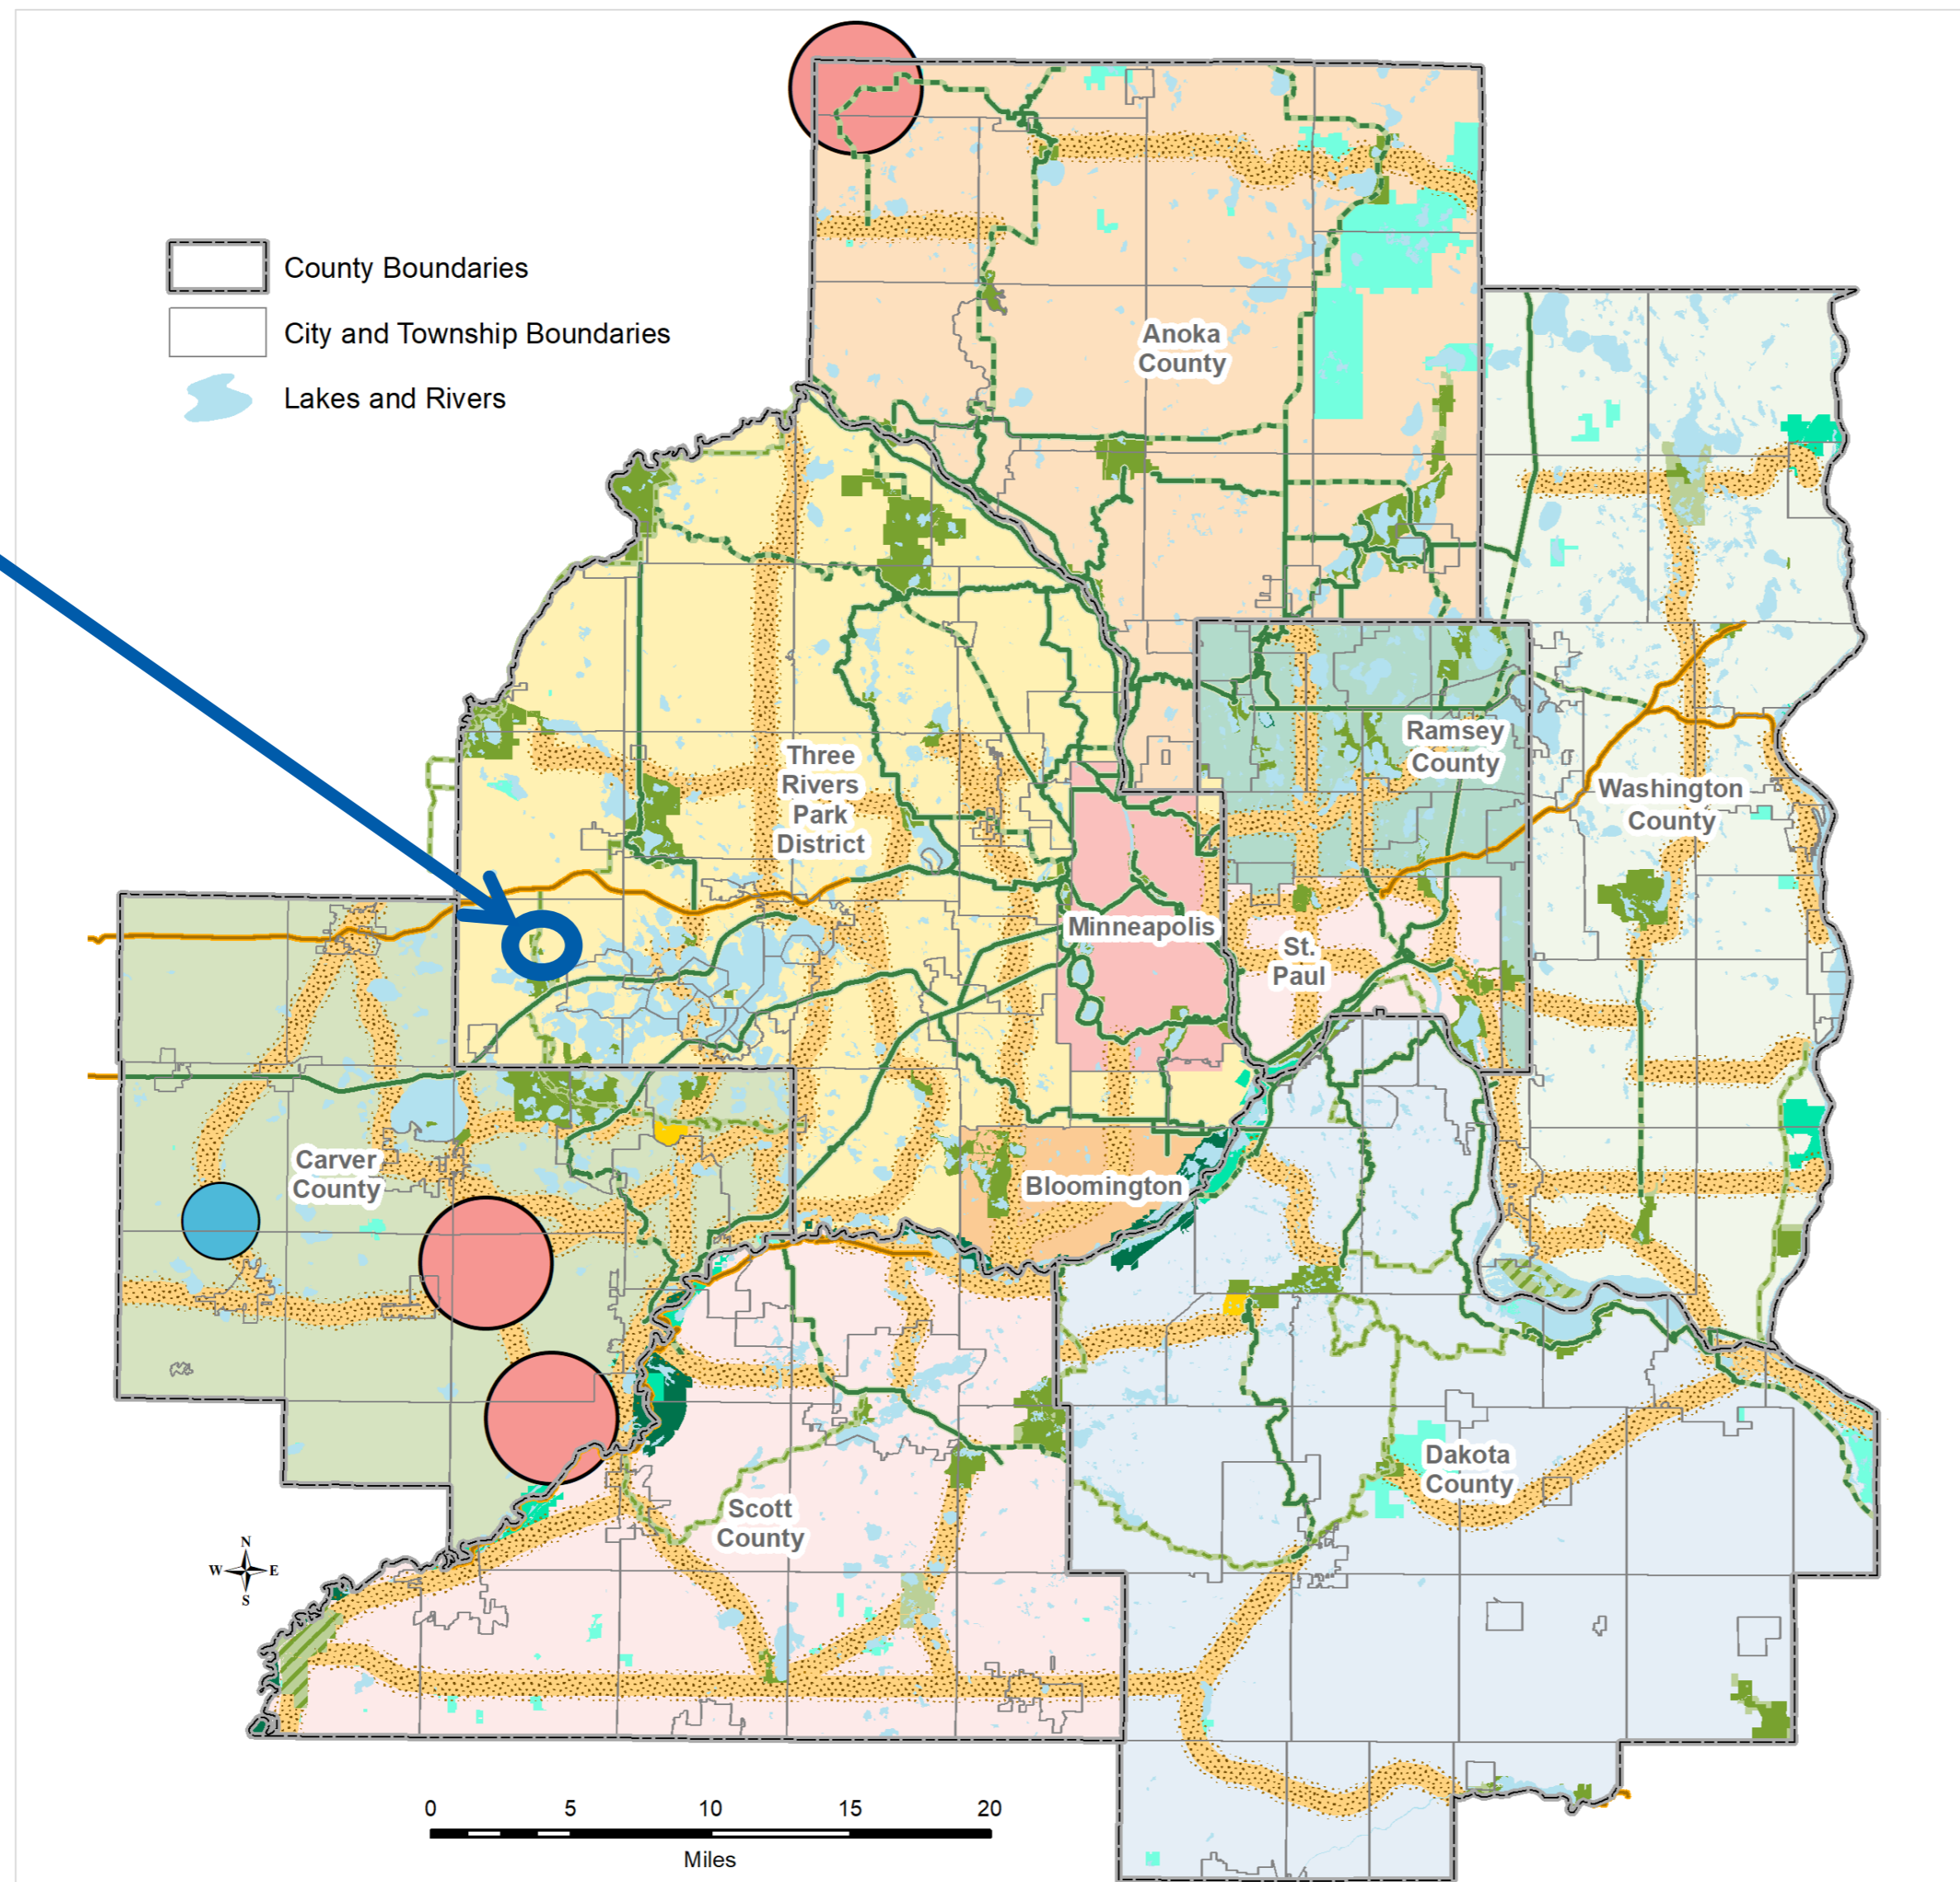 County Boundaries
City and Township Boundaries
Lakes and Rivers
Anoka
County
Three
Rivers
Park
District
Ramsey
County
Washington
County
Minneapolis
St.
Paul
Carver
County
Bloomington
Dakota
County
Scott
County
N
W
E
S
0 5 10 15 20
Miles